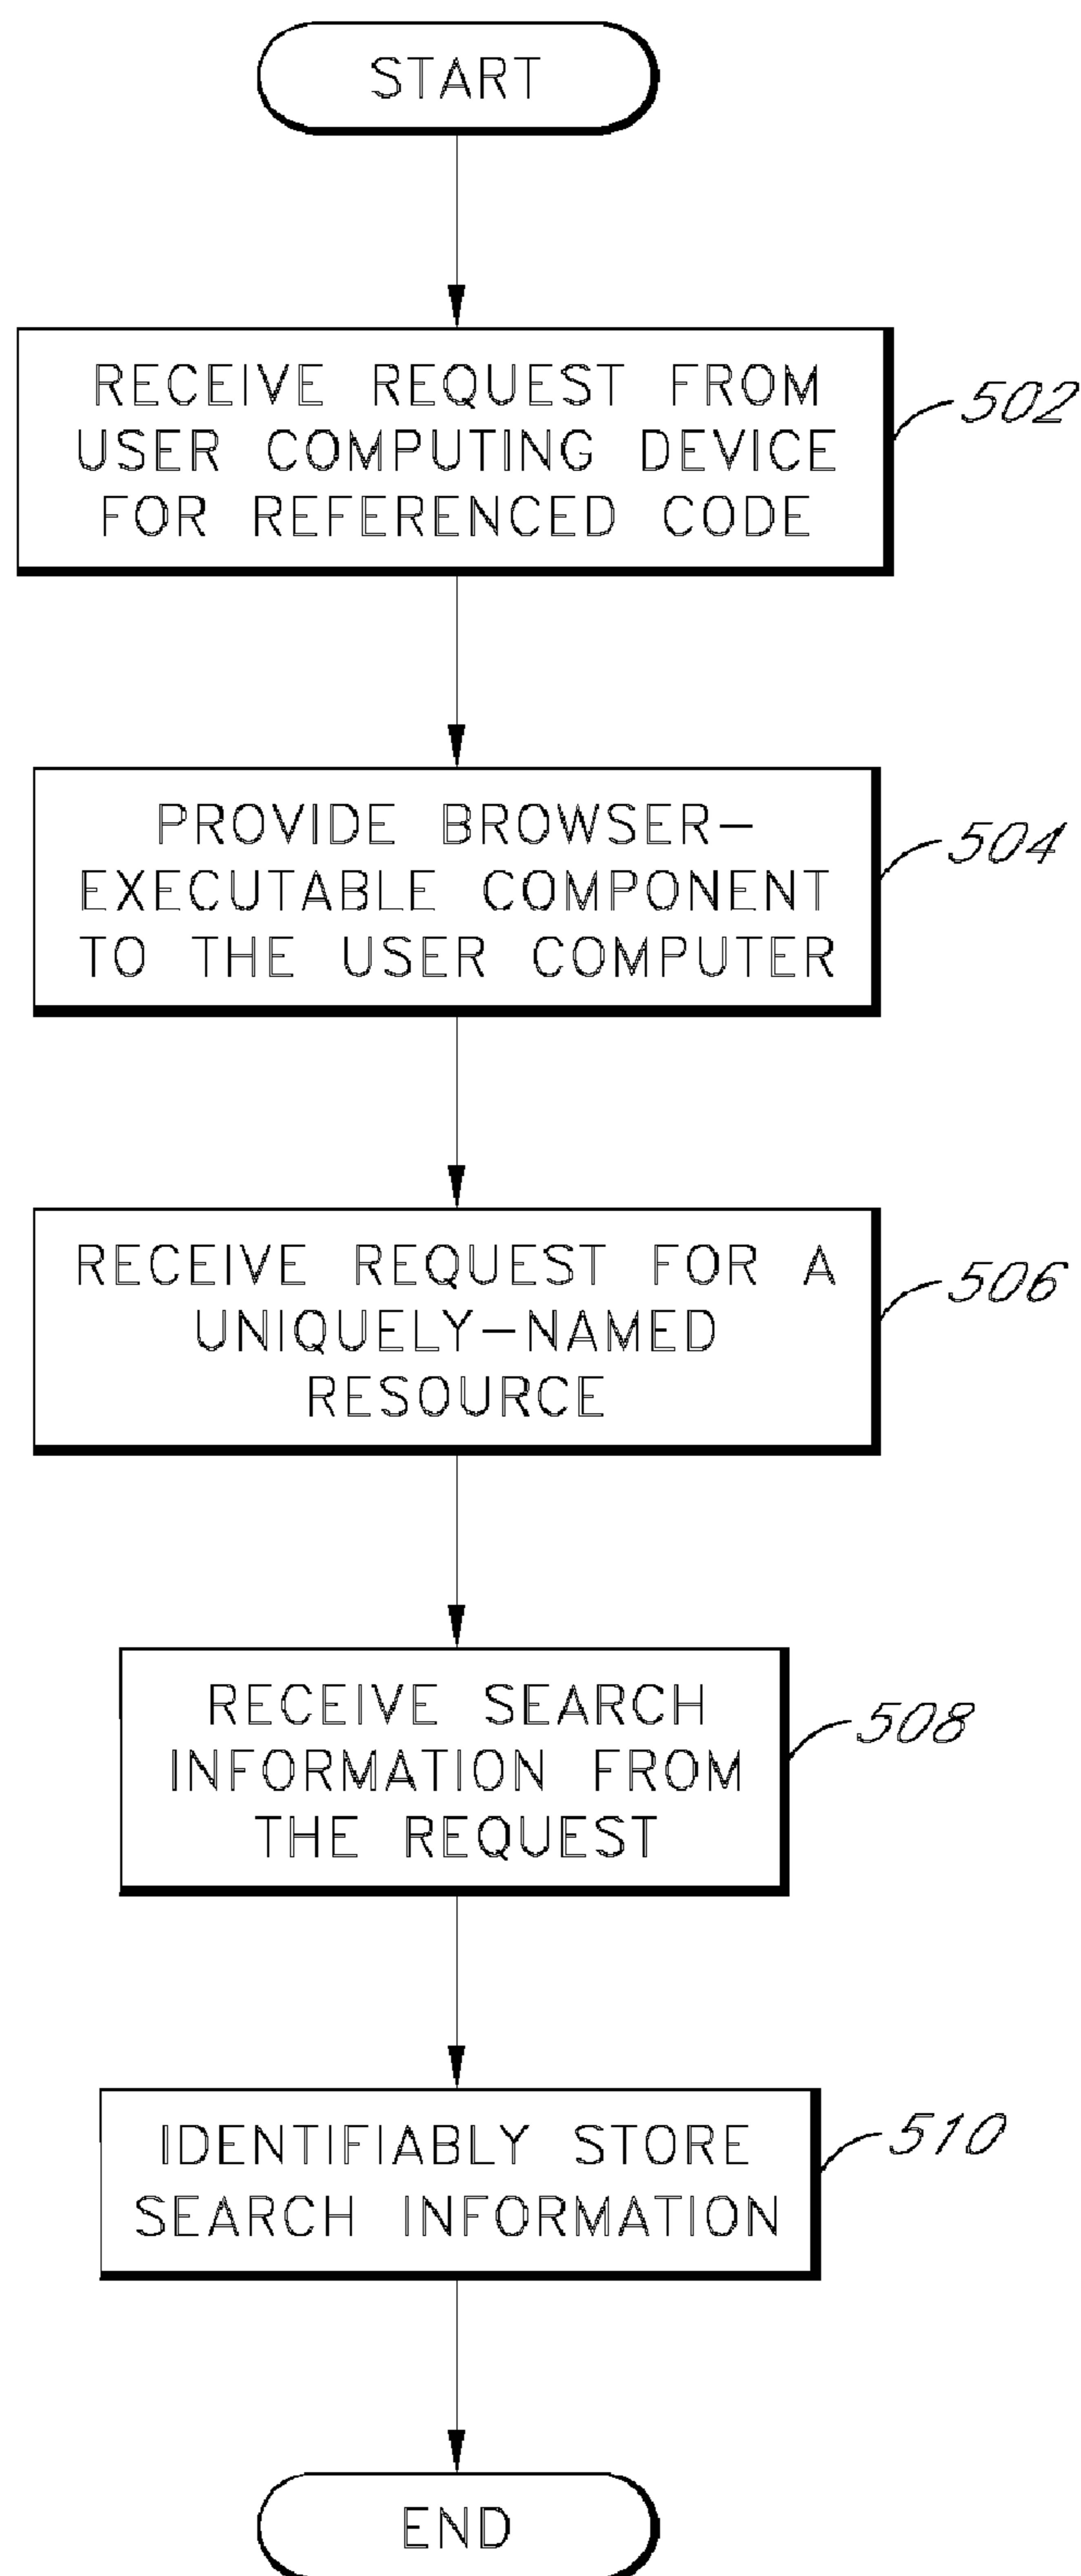 START
RECEIVE REQUEST FROM
USER COMPUTING DEVICE
FOR REFERENCED CODE
502
PROVIDE BROWSER-
EXECUTABLE COMPONENT
TO THE USER COMPUTER
504
RECEIVE REQUEST FOR A
UNIQUELY-NAMED
RESOURCE
506
RECEIVE SEARCH
INFORMATION FROM
THE REQUEST
508
IDENTIFIABLY STORE
SEARCH INFORMATION
510
END